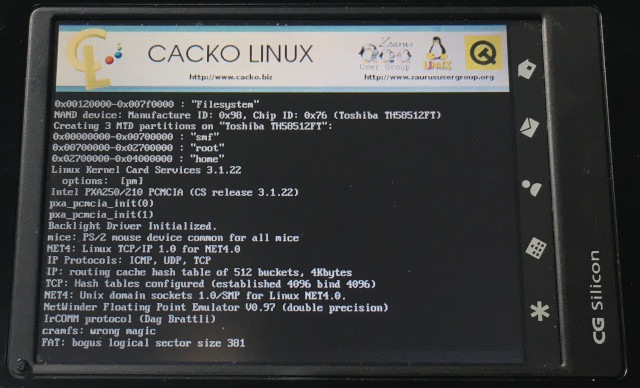 CACKO LINUX
http://www.cacko.biz
Zaurus
User Group
LINUX
http://www.zaurususergroup.org
0x00120000-0x007f0000 : "Filesystem"
NAND device: Manufacture ID: 0x98, Chip ID: 0x76 (Toshiba TH58512FT)
Creating 3 MTD partitions on "Toshiba TH58512FT":
0x00000000-0x00700000 : "smf"
0x00700000-0x02700000 : "root"
0x02700000-0x04000000 : "home"
Linux Kernel Card Services 3.1.22
options: [pm]
Intel PXA250/210 PCMCIA (CS release 3.1.22)
pxa_pcmcia_init(0)
pxa_pcmcia_init(1)
Backlight Driver Initialized.
mice: PS/2 mouse device common for all mice
NET4: Linux TCP/IP 1.0 for NET4.0
IP Protocols: ICMP, UDP, TCP
IP: routing cache hash table of 512 buckets, 4Kbytes
TCP: Hash tables configured (established 4096 bind 4096)
NET4: Unix domain sockets 1.0/SMP for Linux NET4.0.
NetWinder Floating Point Emulator V0.97 (double precision)
IrCOMM protocol (Dag Brattli)
cramfs: wrong magic
FAT: bogus logical sector size 381
CG Silicon